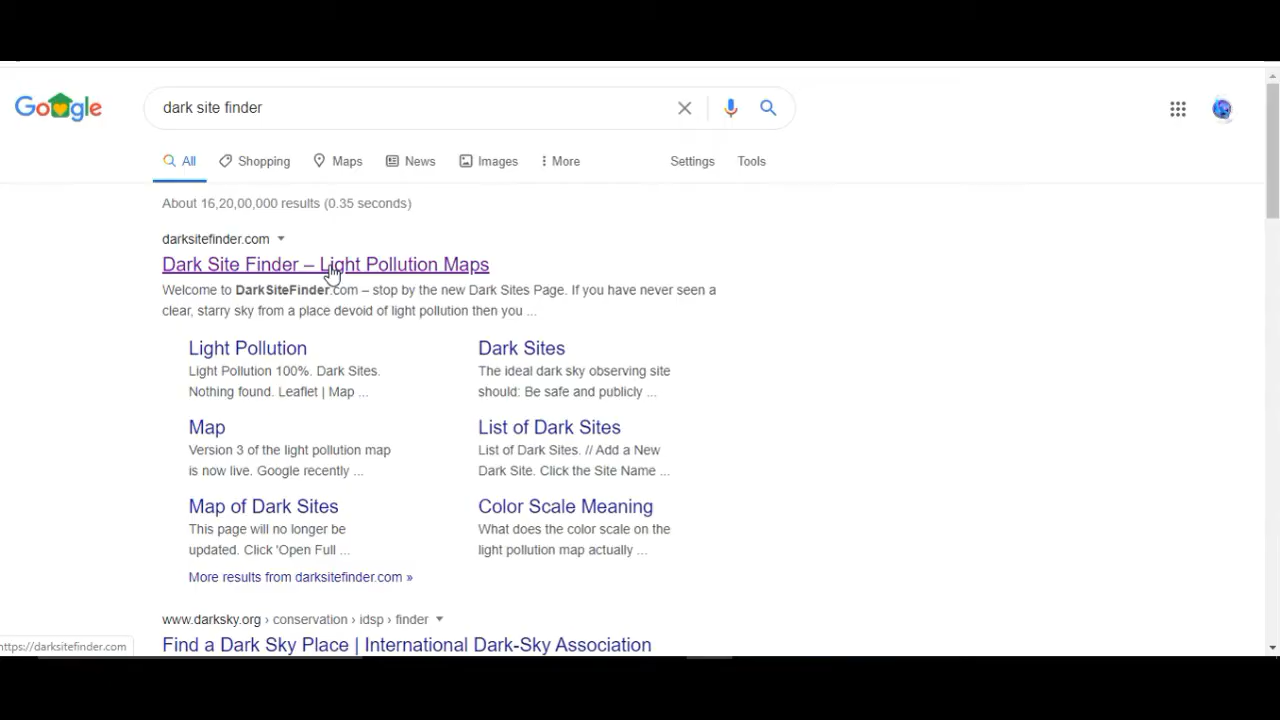 Google
dark site finder
All Shopping Maps News Images More Settings Tools
About 16,20,00,000 results (0.35 seconds)
darksitefinder.com
Dark Site Finder – Light Pollution Maps
Welcome to DarkSiteFinder.com – stop by the new Dark Sites Page. If you have never seen a
clear, starry sky from a place devoid of light pollution then you ...
Light Pollution
Light Pollution 100%. Dark Sites.
Nothing found. Leaflet | Map ...
Dark Sites
The ideal dark sky observing site
should: Be safe and publicly ...
Map
Version 3 of the light pollution map
is now live. Google recently ...
List of Dark Sites
List of Dark Sites. // Add a New
Dark Site. Click the Site Name ...
Map of Dark Sites
This page will no longer be
updated. Click 'Open Full ...
Color Scale Meaning
What does the color scale on the
light pollution map actually ...
More results from darksitefinder.com »
www.darksky.org › conservation › idsp › finder
Find a Dark Sky Place | International Dark-Sky Association
https://darksitefinder.com